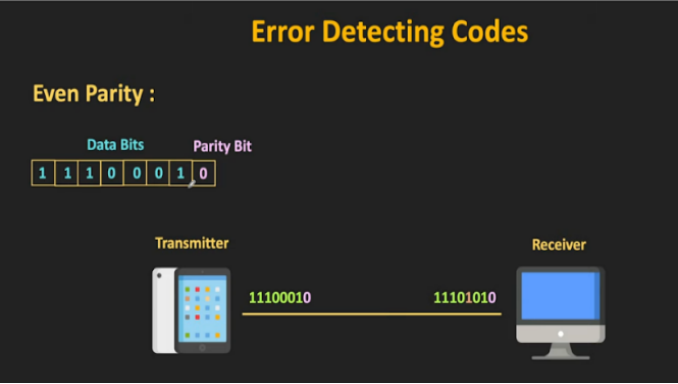 Error Detecting Codes
Even Parity :
Data Bits Parity Bit
1 1 1 0 0 0 1 0
Transmitter Receiver
11100010 11101010